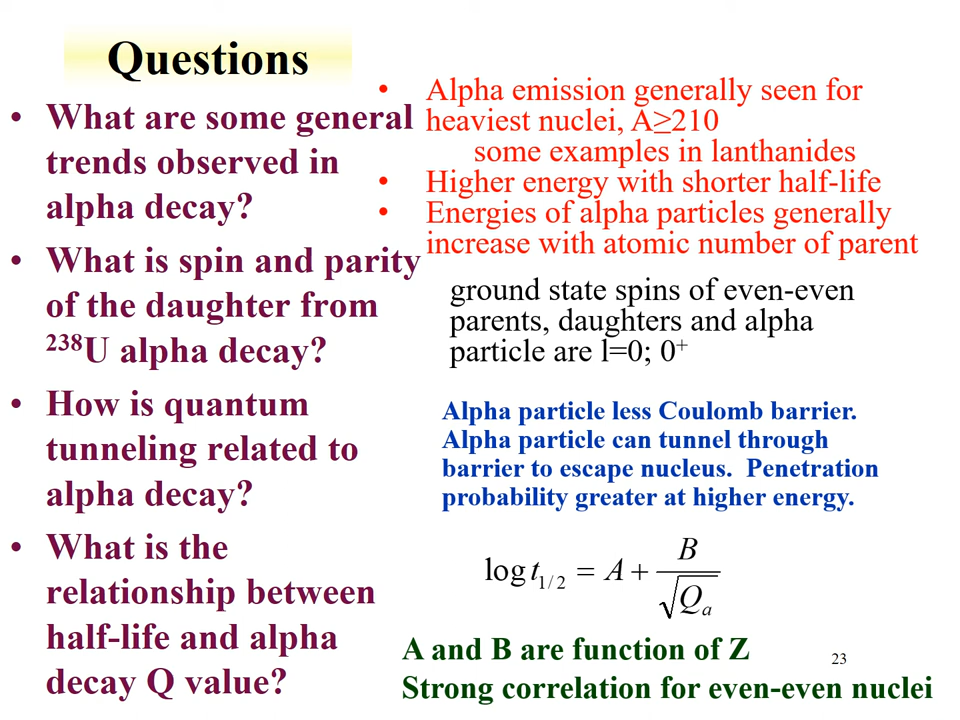 Questions
• What are some general
trends observed in
alpha decay?
• What is spin and parity
of the daughter from
²³⁸U alpha decay?
• How is quantum
tunneling related to
alpha decay?
• What is the
relationship between
half-life and alpha
decay Q value?
• Alpha emission generally seen for
heaviest nuclei, A≥210
some examples in lanthanides
• Higher energy with shorter half-life
• Energies of alpha particles generally
increase with atomic number of parent
ground state spins of even-even
parents, daughters and alpha
particle are l=0; 0⁺
Alpha particle less Coulomb barrier.
Alpha particle can tunnel through
barrier to escape nucleus. Penetration
probability greater at higher energy.
log t_{1/2} = A + B/√Q_a
A and B are function of Z
23
Strong correlation for even-even nuclei